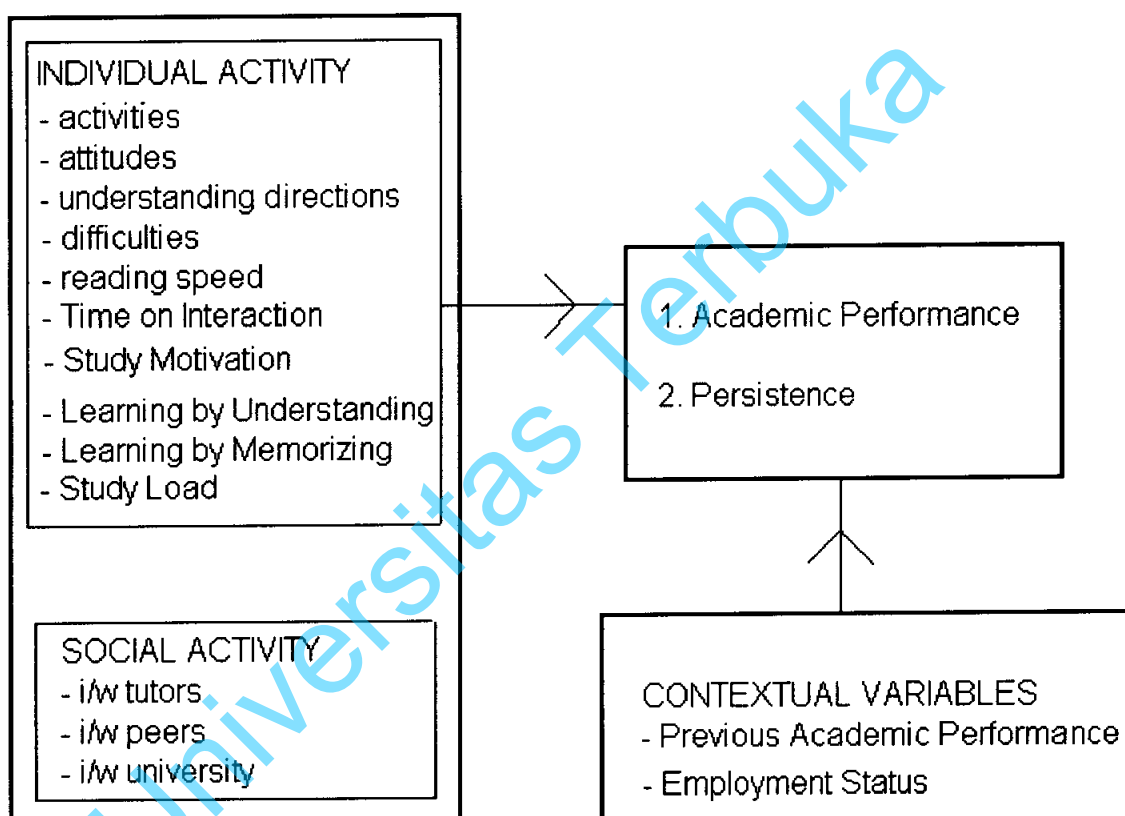 INDIVIDUAL ACTIVITY
- activities
- attitudes
- understanding directions
- difficulties
- reading speed
- Time on Interaction
- Study Motivation
- Learning by Understanding
- Learning by Memorizing
- Study Load
SOCIAL ACTIVITY
- i/w tutors
- i/w peers
- i/w university
1. Academic Performance
2. Persistence
CONTEXTUAL VARIABLES
- Previous Academic Performance
- Employment Status
Universitas Terbuka